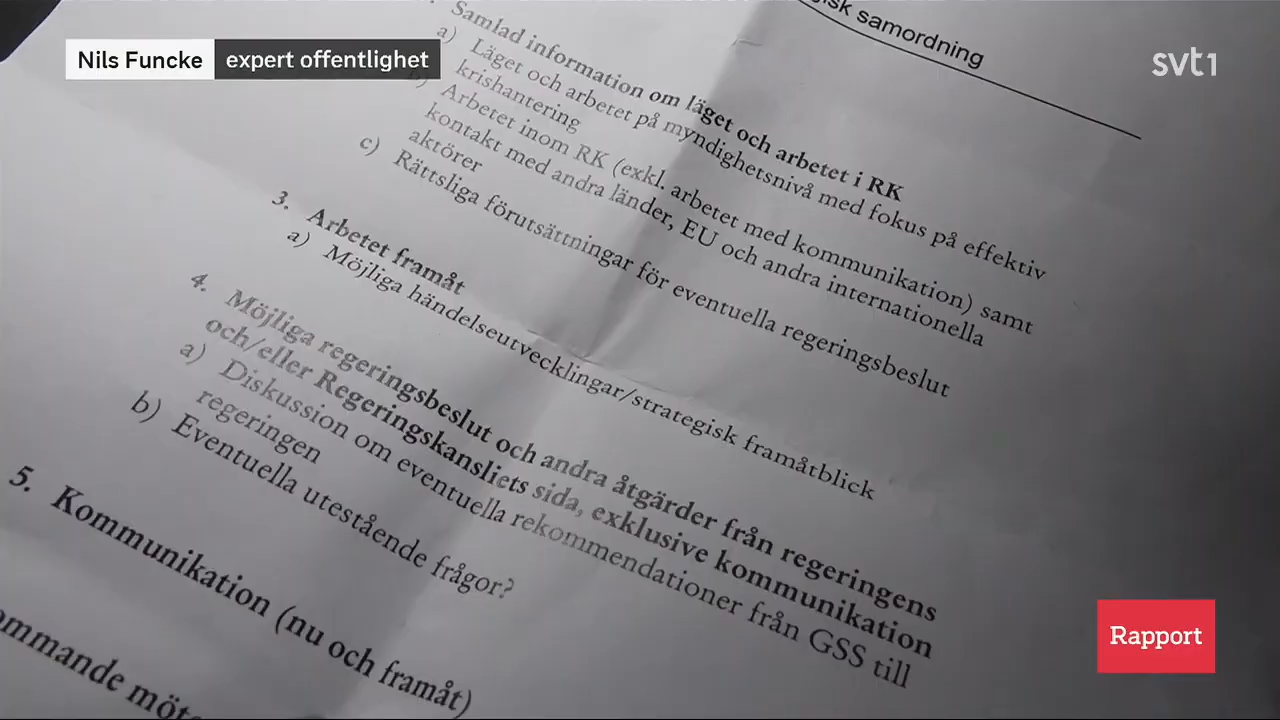 Nils Funcke
expert offentlighet
svt1
samordning
Samlad information om läget och arbetet i RK
a) Läget och arbetet på myndighetsnivå med fokus på effektiv
krishantering
Arbetet inom RK (exkl. arbetet med kommunikation) samt
kontakt med andra länder, EU och andra internationella
aktörer
c) Rättsliga förutsättningar för eventuella regeringsbeslut
3. Arbetet framåt
a) Möjliga händelseutvecklingar/strategisk framåtblick
4. Möjliga regeringsbeslut och andra åtgärder från regeringens
och/eller Regeringskansliets sida, exklusive kommunikation
a) Diskussion om eventuella rekommendationer från GSS till
regeringen
b) Eventuella utestående frågor?
5. Kommunikation (nu och framåt)
Rapport